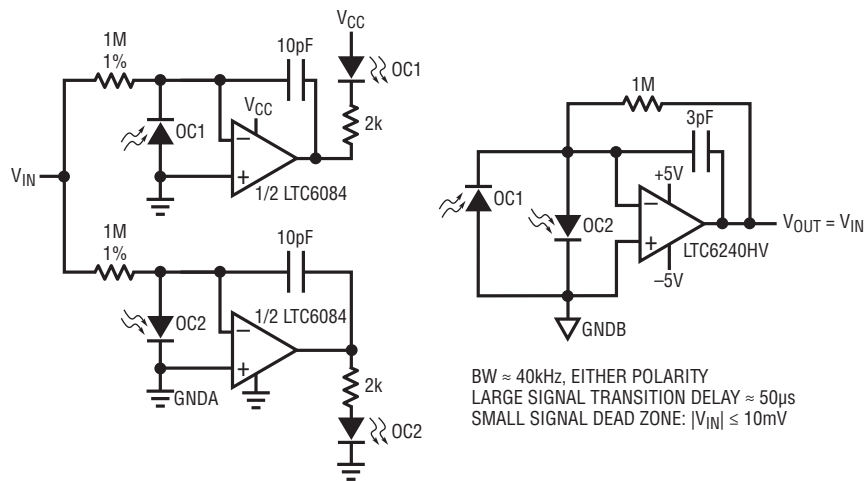 1M
1%
10pF
VCC
OC1
VCC
OC1
2k
−
+
1/2 LTC6084
VIN
1M
1%
10pF
OC2
1/2 LTC6084
−
+
GNDA
2k
OC2
1M
3pF
+5V
OC1
OC2
−
+
LTC6240HV
VOUT = VIN
−5V
GNDB
BW ≈ 40kHz, EITHER POLARITY
LARGE SIGNAL TRANSITION DELAY ≈ 50µs
SMALL SIGNAL DEAD ZONE: |VIN| ≤ 10mV